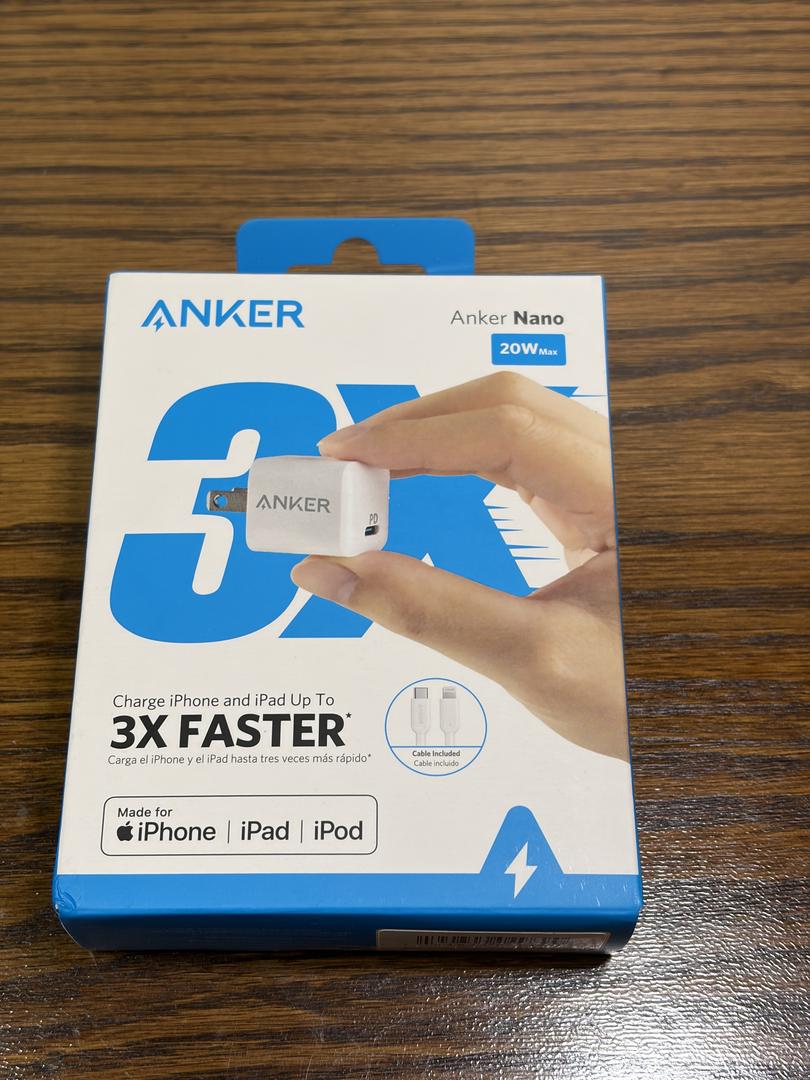 ANKER
Anker Nano
20W Max
3X
ANKER
PD
Charge iPhone and iPad Up To
3X FASTER*
Carga el iPhone y el iPad hasta tres veces más rápido*
Cable Included
Cable incluido
Made for
iPhone | iPad | iPod